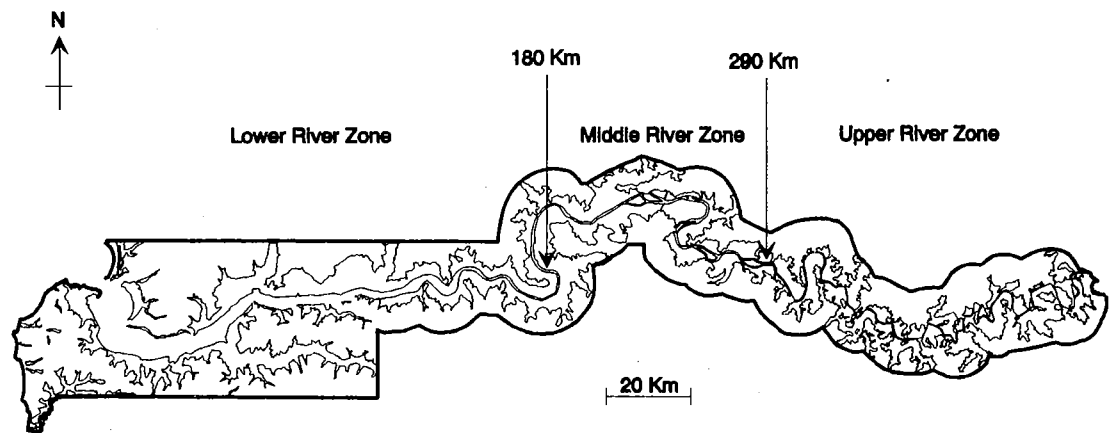 N
180 Km
290 Km
Lower River Zone
Middle River Zone
Upper River Zone
20 Km